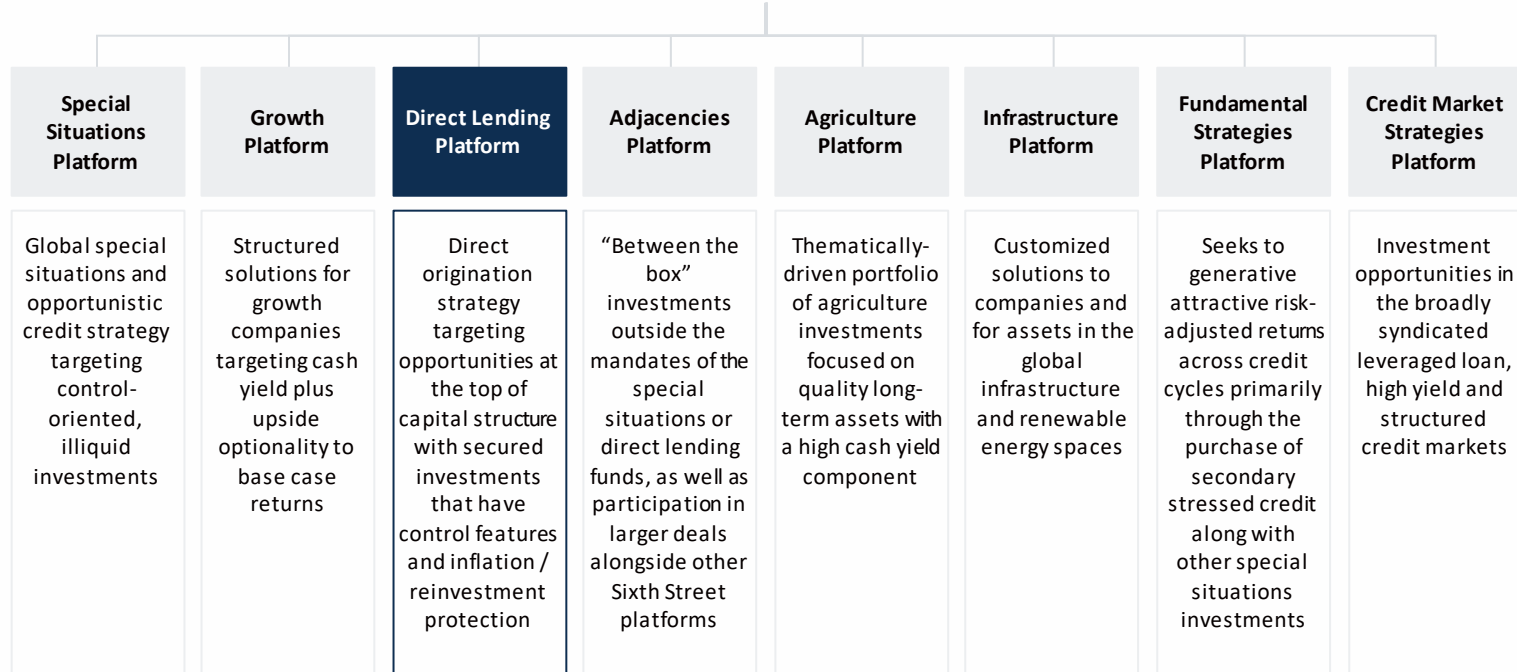 Special
Situations
Platform
Growth
Platform
Direct Lending
Platform
Adjacencies
Platform
Agriculture
Platform
Infrastructure
Platform
Fundamental
Strategies
Platform
Credit Market
Strategies
Platform
Global special
situations and
opportunistic
credit strategy
targeting
control-
oriented,
illiquid
investments
Structured
solutions for
growth
companies
targeting cash
yield plus
upside
optionality to
base case
returns
Direct
origination
strategy
targeting
opportunities at
the top of
capital structure
with secured
investments
that have
control features
and inflation /
reinvestment
protection
“Between the
box”
investments
outside the
mandates of the
special
situations or
direct lending
funds, as well as
participation in
larger deals
alongside other
Sixth Street
platforms
Thematically-
driven portfolio
of agriculture
investments
focused on
quality long-
term assets with
a high cash yield
component
Customized
solutions to
companies and
for assets in the
global
infrastructure
and renewable
energy spaces
Seeks to
generative
attractive risk-
adjusted returns
across credit
cycles primarily
through the
purchase of
secondary
stressed credit
along with
other special
situations
investments
Investment
opportunities in
the broadly
syndicated
leveraged loan,
high yield and
structured
credit markets